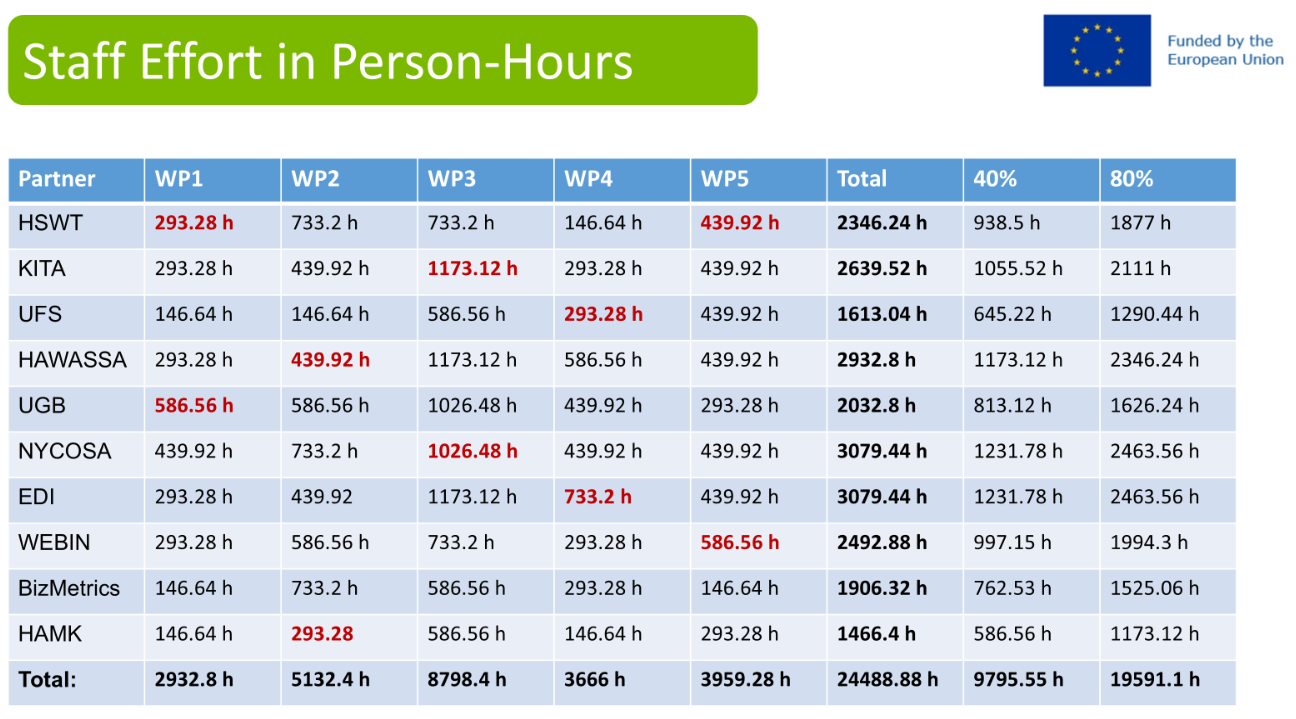 Staff Effort in Person-Hours
Funded by the
European Union
Partner WP1 WP2 WP3 WP4 WP5 Total 40% 80%
HSWT 293.28 h 733.2 h 733.2 h 146.64 h 439.92 h 2346.24 h 938.5 h 1877 h
KITA 293.28 h 439.92 h 1173.12 h 293.28 h 439.92 h 2639.52 h 1055.52 h 2111 h
UFS 146.64 h 146.64 h 586.56 h 293.28 h 439.92 h 1613.04 h 645.22 h 1290.44 h
HAWASSA 293.28 h 439.92 h 1173.12 h 586.56 h 439.92 h 2932.8 h 1173.12 h 2346.24 h
UGB 586.56 h 586.56 h 1026.48 h 439.92 h 293.28 h 2032.8 h 813.12 h 1626.24 h
NYCOSA 439.92 h 733.2 h 1026.48 h 439.92 h 439.92 h 3079.44 h 1231.78 h 2463.56 h
EDI 293.28 h 439.92 1173.12 h 733.2 h 439.92 h 3079.44 h 1231.78 h 2463.56 h
WEBIN 293.28 h 586.56 h 733.2 h 293.28 h 586.56 h 2492.88 h 997.15 h 1994.3 h
BizMetrics 146.64 h 733.2 h 586.56 h 293.28 h 146.64 h 1906.32 h 762.53 h 1525.06 h
HAMK 146.64 h 293.28 586.56 h 146.64 h 293.28 h 1466.4 h 586.56 h 1173.12 h
Total: 2932.8 h 5132.4 h 8798.4 h 3666 h 3959.28 h 24488.88 h 9795.55 h 19591.1 h